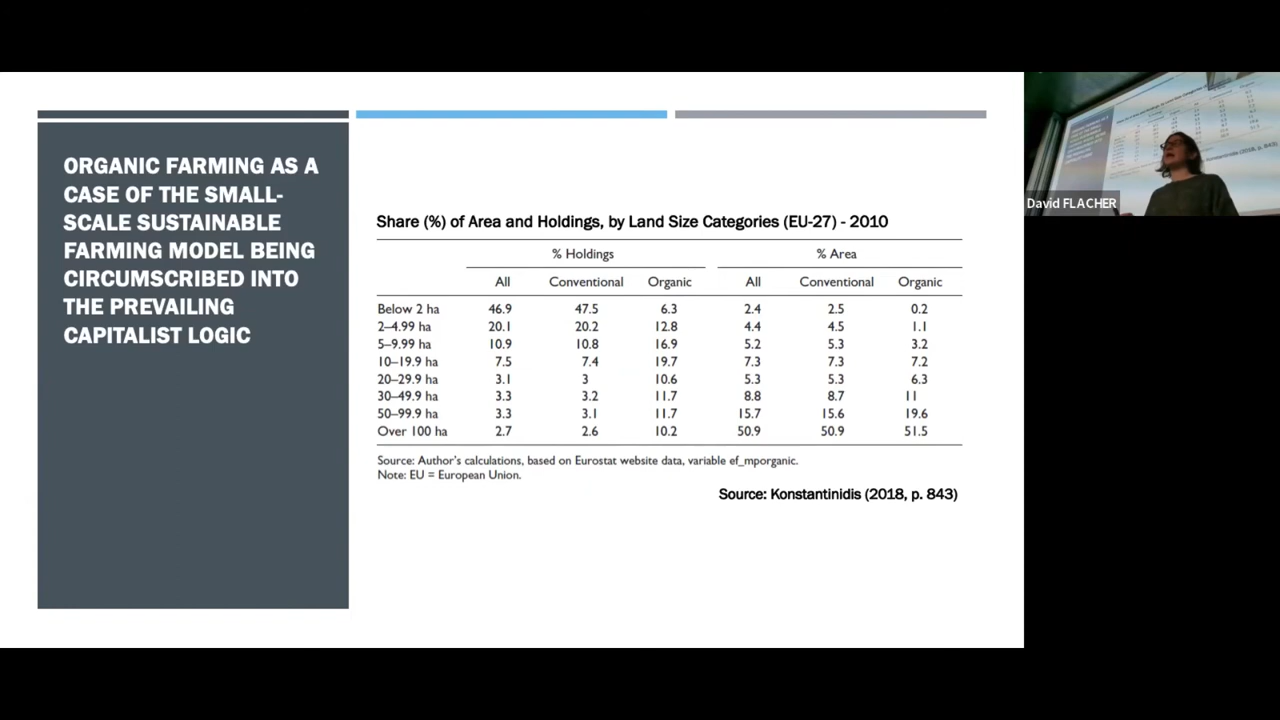 ORGANIC FARMING AS A
CASE OF THE SMALL-
SCALE SUSTAINABLE
FARMING MODEL BEING
CIRCUMSCRIBED INTO
THE PREVAILING
CAPITALIST LOGIC
Share (%) of Area and Holdings, by Land Size Categories (EU-27) - 2010
% Holdings % Area
All Conventional Organic All Conventional Organic
Below 2 ha 46.9 47.5 6.3 2.4 2.5 0.2
2–4.99 ha 20.1 20.2 12.8 4.4 4.5 1.1
5–9.99 ha 10.9 10.8 16.9 5.2 5.3 3.2
10–19.9 ha 7.5 7.4 19.7 7.3 7.3 7.2
20–29.9 ha 3.1 3 10.6 5.3 5.3 6.3
30–49.9 ha 3.3 3.2 11.7 8.8 8.7 11
50–99.9 ha 3.3 3.1 11.7 15.7 15.6 19.6
Over 100 ha 2.7 2.6 10.2 50.9 50.9 51.5
Source: Author's calculations, based on Eurostat website data, variable ef_mporganic.
Note: EU = European Union.
Source: Konstantinidis (2018, p. 843)
Konstantinidis (2018, p. 843)
David FLACHER